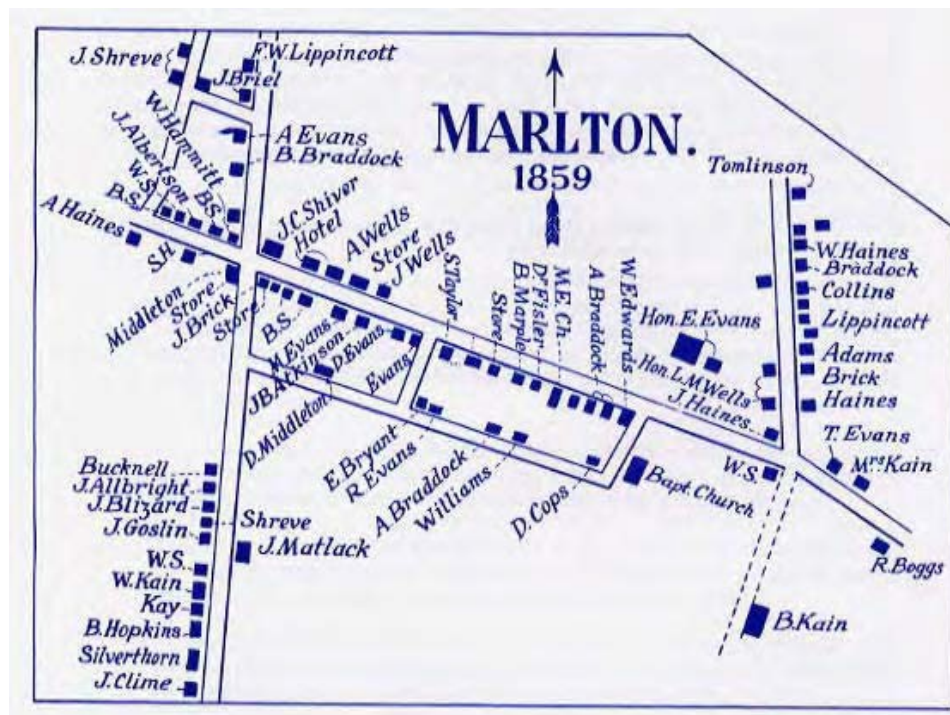 J. Shreve
F.W. Lippincott
J. Briel
W. Hammitt
J. Albertson
W.S.
B.S.
B.S.
A Evans
B. Braddock
MARLTON.
1859
Tomlinson
A Haines
S.H
J.C. Shiver
Hotel
A Wells
Store
J Wells
Middleton
Store
J. Brick
Store
B.S.
M. Evans
J.B. Atkinson
D. Evans
Evans
D. Middleton
S. Taylor
Store
B. Marple
Dr Fisler
M.E. Ch.
A. Braddock
W. Edwards
Hon. E. Evans
Hon. L.M Wells
J. Haines
W. Haines
Braddock
Collins
Lippincott
Adams
Brick
Haines
T. Evans
Mrs Kain
R. Boggs
W.S.
Bapt. Church
B. Kain
E. Bryant
R. Evans
A. Braddock
Williams
D. Cops
Bucknell
J. Allbright
J. Blizard
J. Goslin
Shreve
J. Matlack
W.S.
W. Kain
Kay
B. Hopkins
Silverthorn
J. Clime